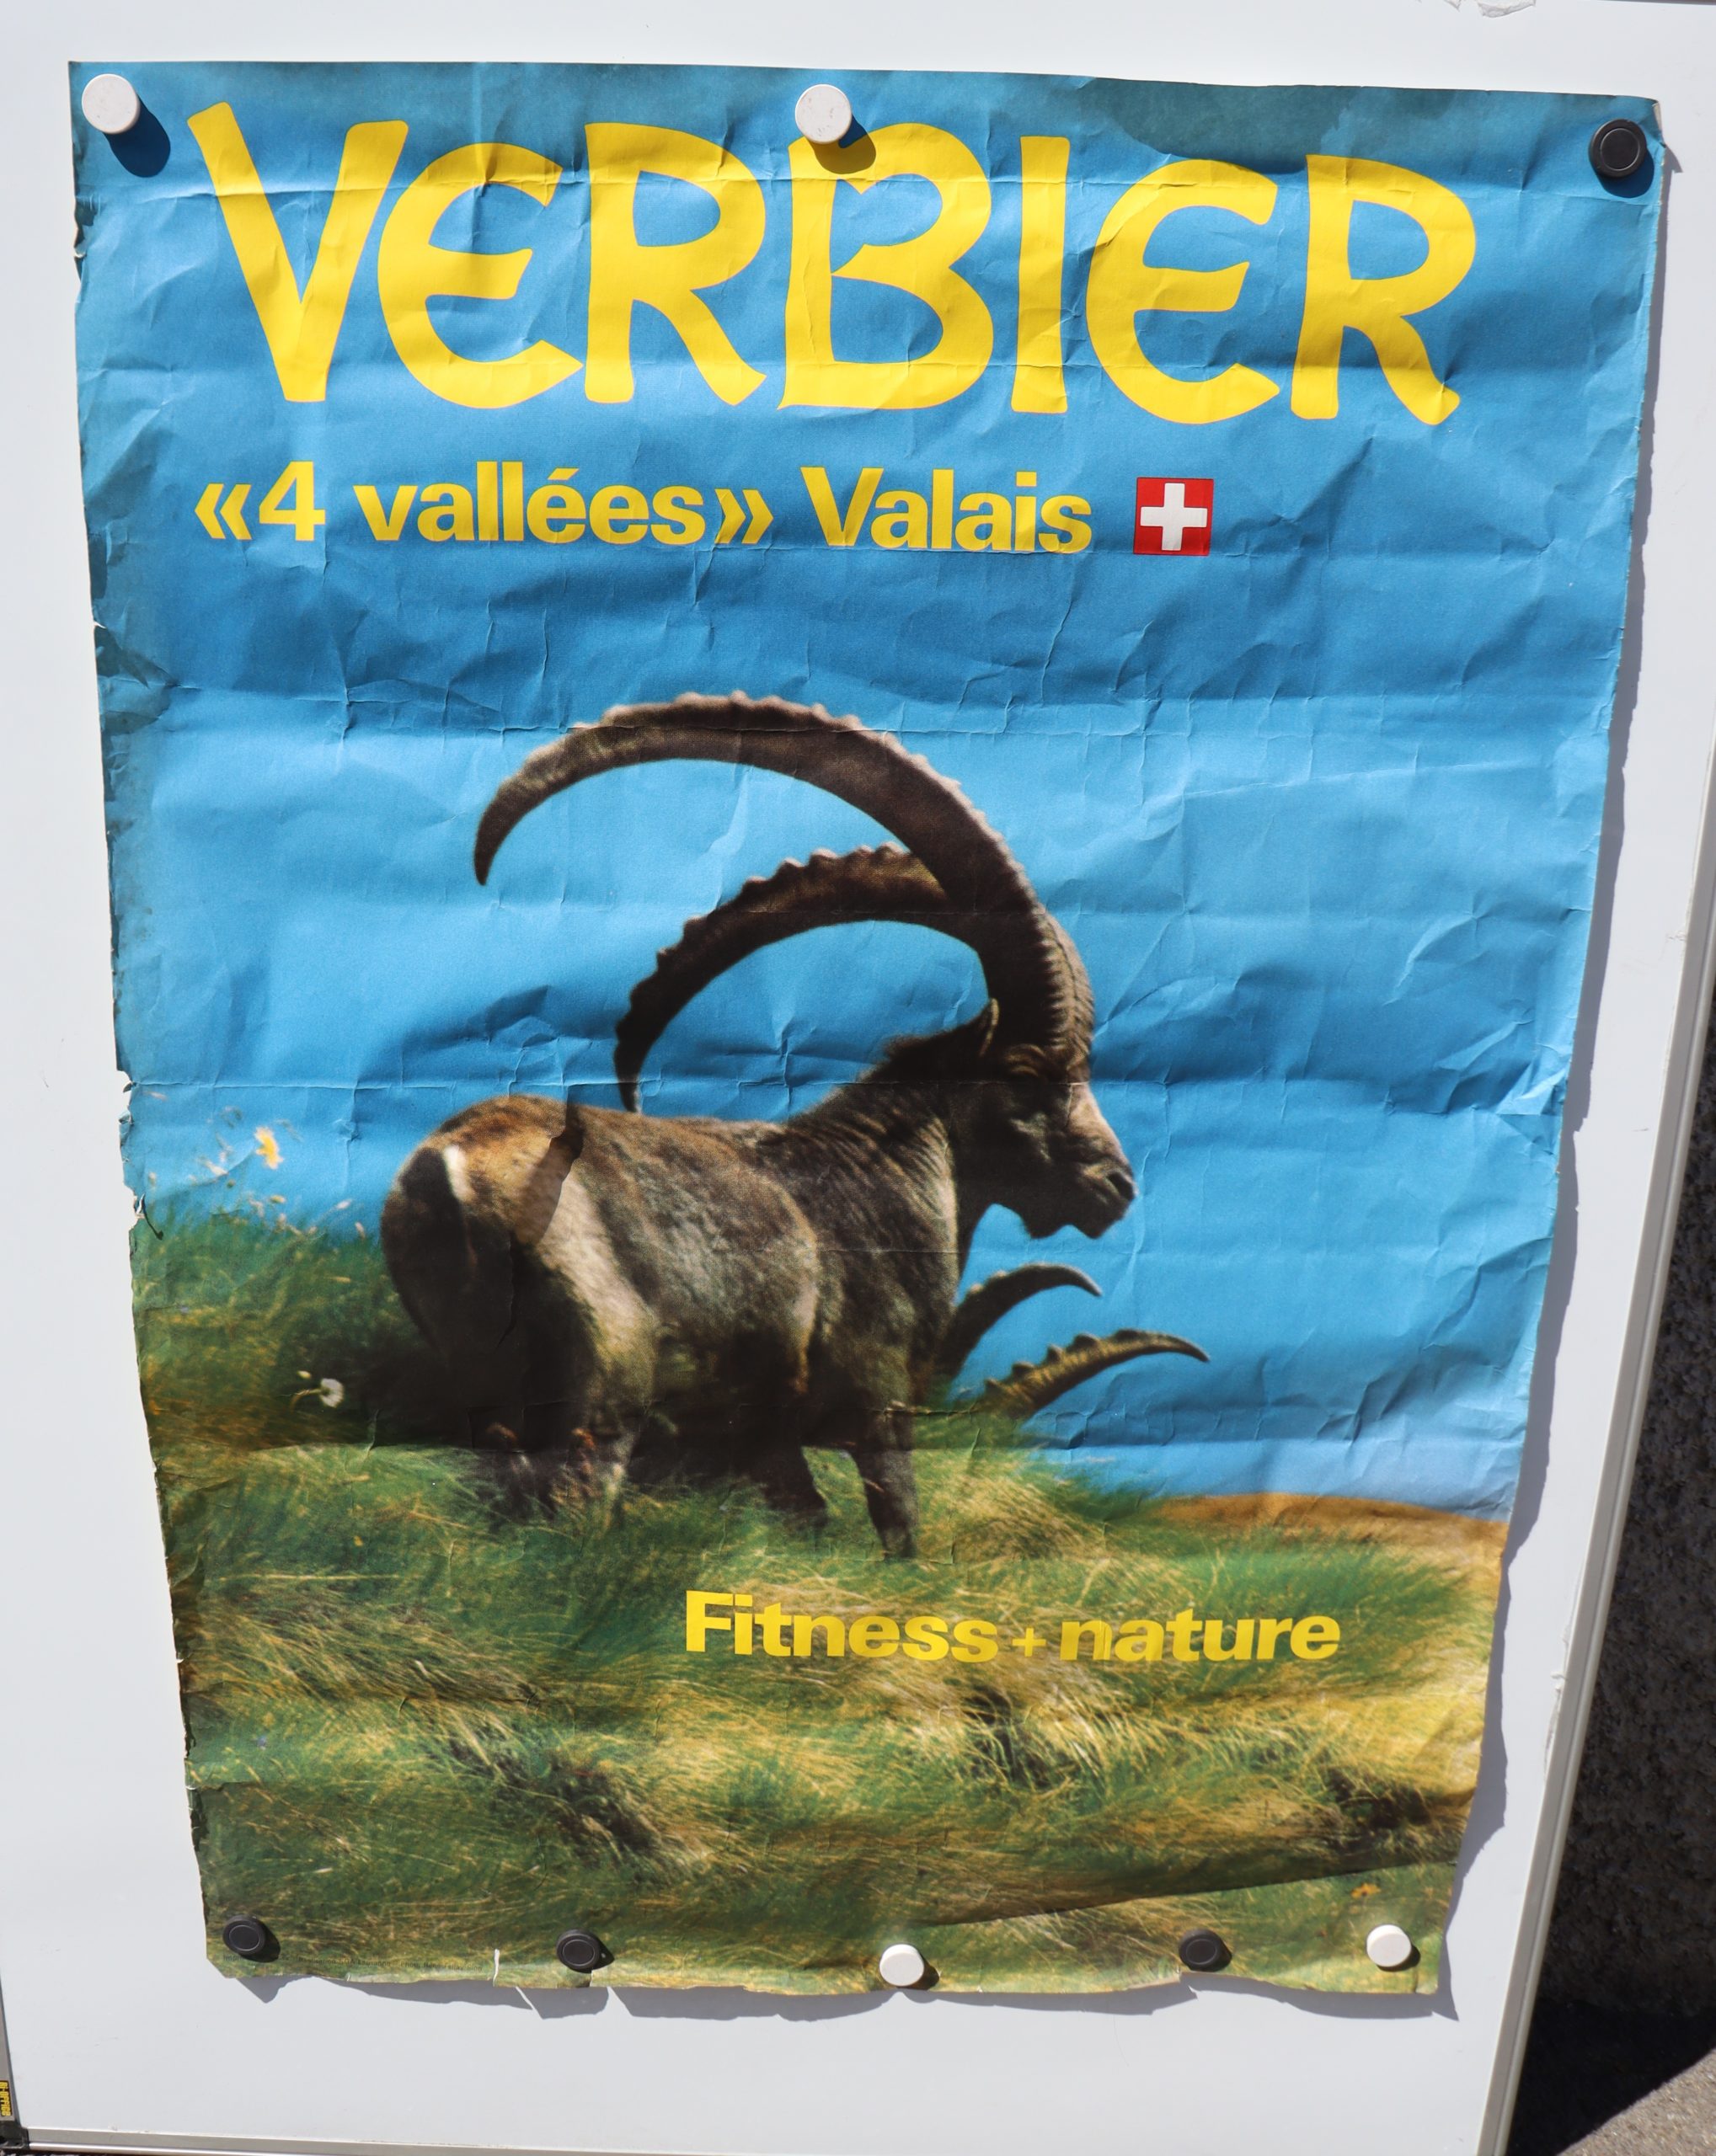 VERBIER
«4 vallées» Valais
Fitness + nature